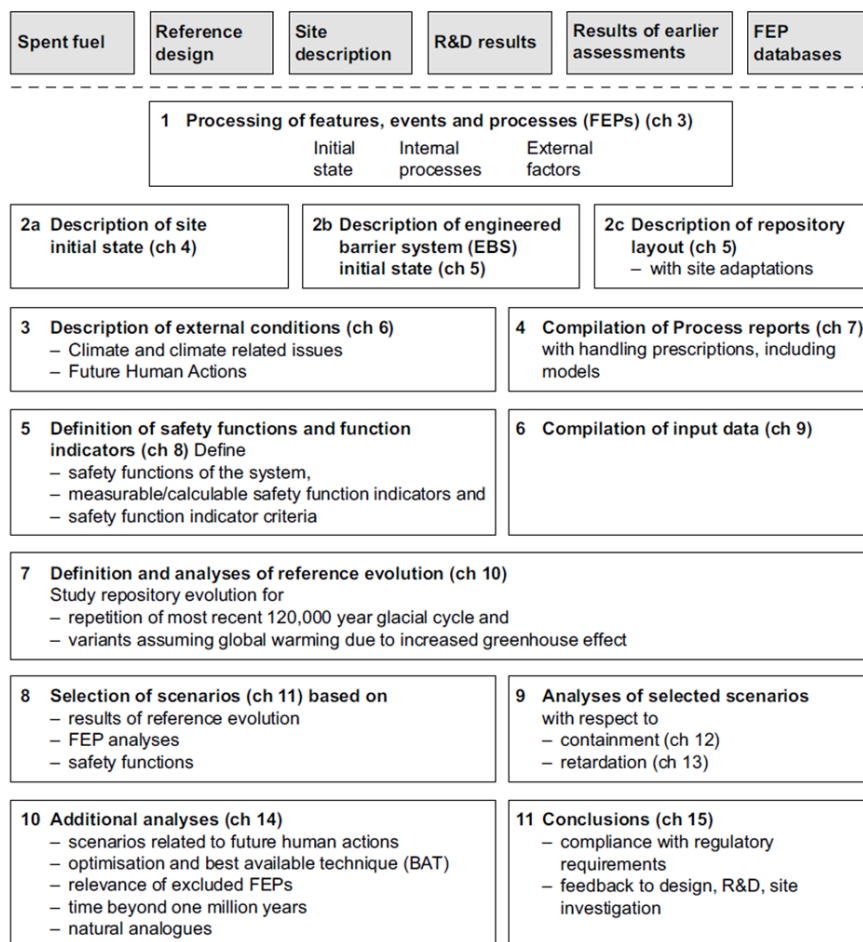 Spent fuel
Reference
design
Site
description
R&D results
Results of earlier
assessments
FEP
databases
1 Processing of features, events and processes (FEPs) (ch 3)
Initial
state
Internal
processes
External
factors
2a Description of site
initial state (ch 4)
2b Description of engineered
barrier system (EBS)
initial state (ch 5)
2c Description of repository
layout (ch 5)
– with site adaptations
3 Description of external conditions (ch 6)
– Climate and climate related issues
– Future Human Actions
4 Compilation of Process reports (ch 7)
with handling prescriptions, including
models
5 Definition of safety functions and function
indicators (ch 8) Define
– safety functions of the system,
– measurable/calculable safety function indicators and
– safety function indicator criteria
6 Compilation of input data (ch 9)
7 Definition and analyses of reference evolution (ch 10)
Study repository evolution for
– repetition of most recent 120,000 year glacial cycle and
– variants assuming global warming due to increased greenhouse effect
8 Selection of scenarios (ch 11) based on
– results of reference evolution
– FEP analyses
– safety functions
9 Analyses of selected scenarios
with respect to
– containment (ch 12)
– retardation (ch 13)
10 Additional analyses (ch 14)
– scenarios related to future human actions
– optimisation and best available technique (BAT)
– relevance of excluded FEPs
– time beyond one million years
– natural analogues
11 Conclusions (ch 15)
– compliance with regulatory
requirements
– feedback to design, R&D, site
investigation